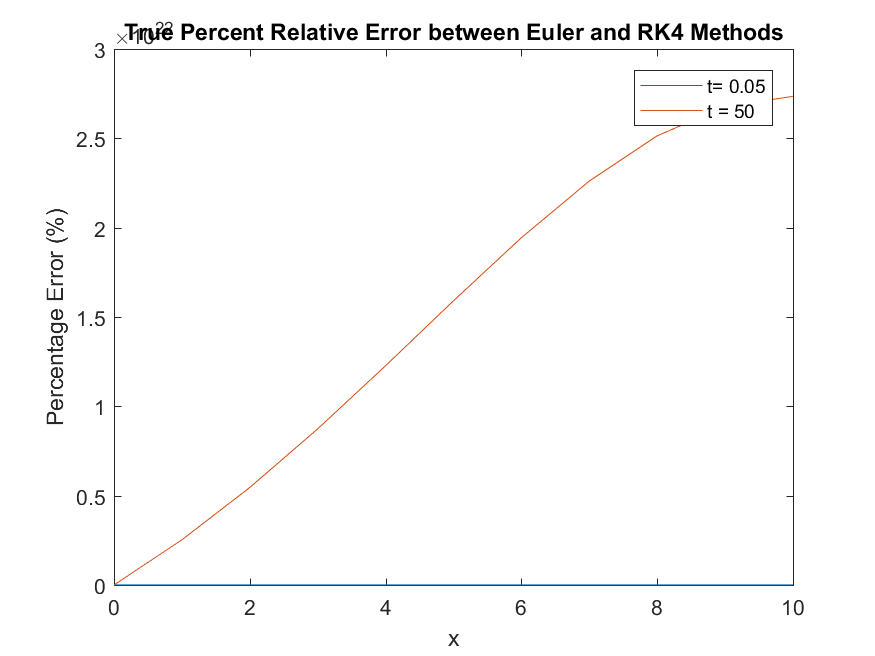 True Percent Relative Error between Euler and RK4 Methods
×10²²
3
2.5
2
1.5
1
0.5
0
0 2 4 6 8 10
x
Percentage Error (%)
t= 0.05
t = 50